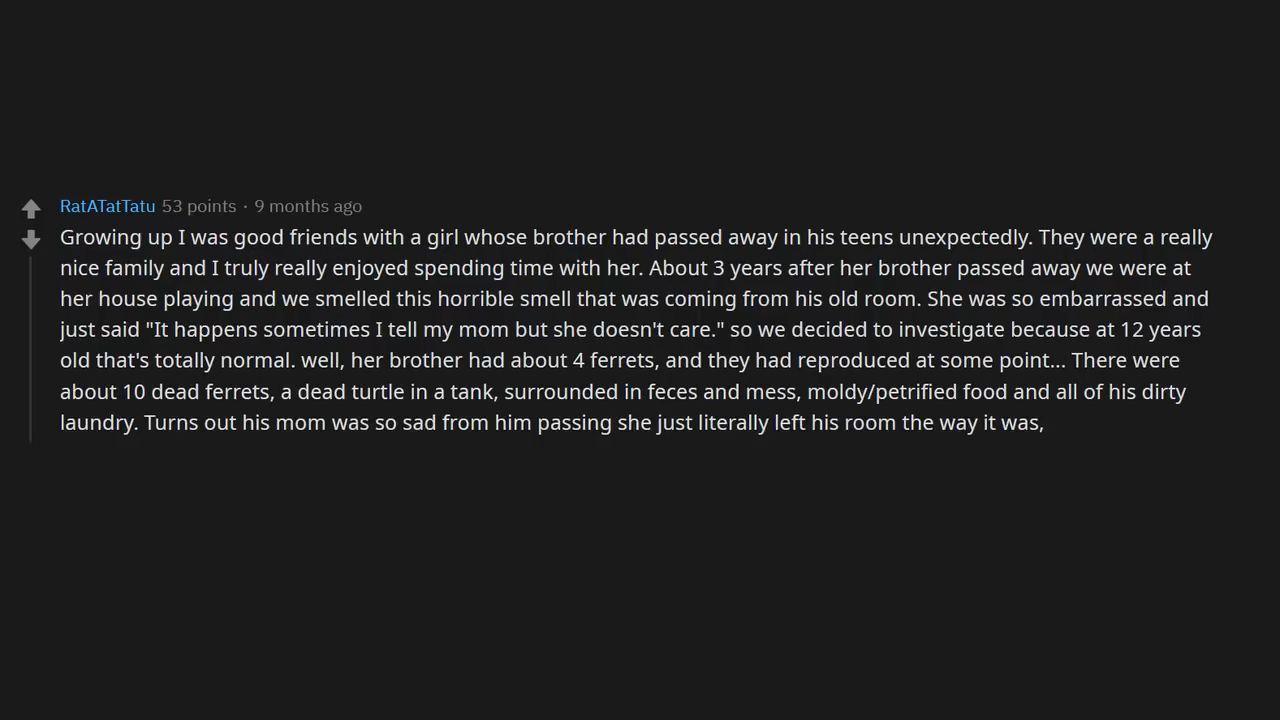 RatATatTatu 53 points · 9 months ago
Growing up I was good friends with a girl whose brother had passed away in his teens unexpectedly. They were a really
nice family and I truly really enjoyed spending time with her. About 3 years after her brother passed away we were at
her house playing and we smelled this horrible smell that was coming from his old room. She was so embarrassed and
just said "It happens sometimes I tell my mom but she doesn't care." so we decided to investigate because at 12 years
old that's totally normal. well, her brother had about 4 ferrets, and they had reproduced at some point... There were
about 10 dead ferrets, a dead turtle in a tank, surrounded in feces and mess, moldy/petrified food and all of his dirty
laundry. Turns out his mom was so sad from him passing she just literally left his room the way it was,